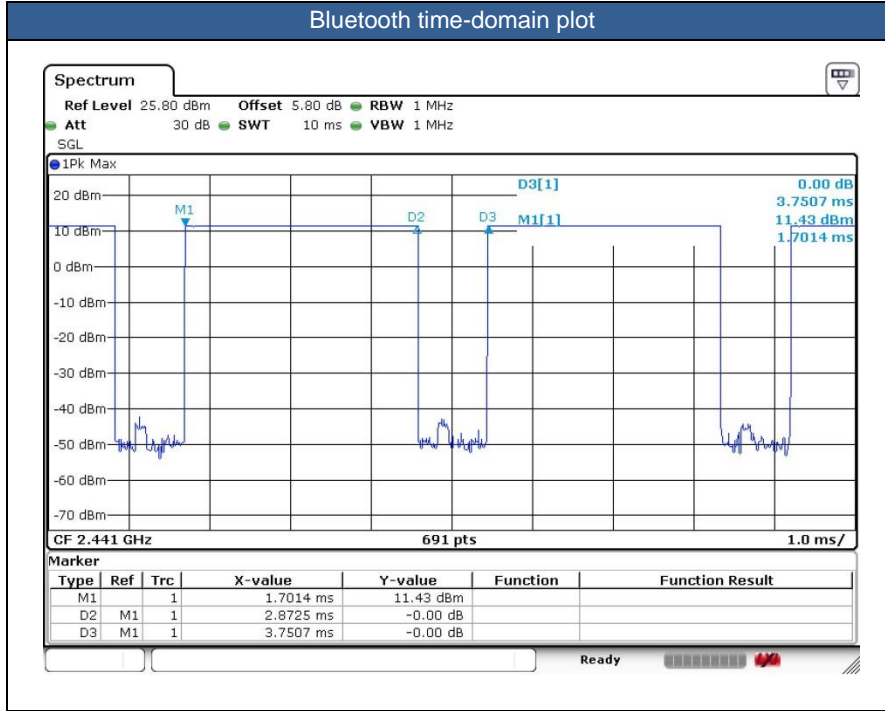 Bluetooth time-domain plot
Spectrum
Ref Level 25.80 dBm Offset 5.80 dB RBW 1 MHz
Att 30 dB SWT 10 ms VBW 1 MHz
SGL
1Pk Max
D3[1] 0.00 dB
3.7507 ms
M1[1] 11.43 dBm
1.7014 ms
M1
D2
D3
20 dBm
10 dBm
0 dBm
-10 dBm
-20 dBm
-30 dBm
-40 dBm
-50 dBm
-60 dBm
-70 dBm
CF 2.441 GHz 691 pts 1.0 ms/
Marker
Type Ref Trc X-value Y-value Function Function Result
M1 1 1.7014 ms 11.43 dBm
D2 M1 1 2.8725 ms -0.00 dB
D3 M1 1 3.7507 ms -0.00 dB
Ready